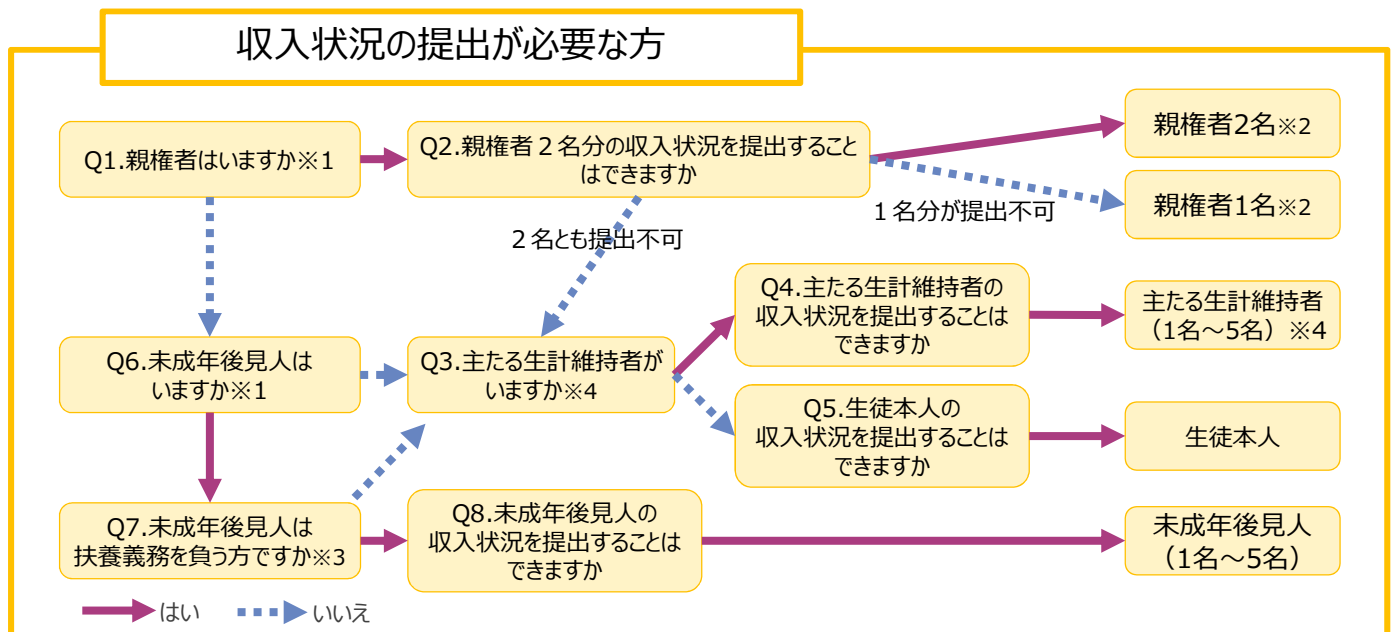 収入状況の提出が必要な方
Q1.親権者はいますか※1
Q2.親権者２名分の収入状況を提出すること
はできますか
親権者2名※2
親権者1名※2
１名分が提出不可
２名とも提出不可
Q4.主たる生計維持者の
収入状況を提出することは
できますか
主たる生計維持者
（1名～5名）※4
Q6.未成年後見人は
いますか※1
Q3.主たる生計維持者が
いますか※4
Q5.生徒本人の
収入状況を提出することは
できますか
生徒本人
Q7.未成年後見人は
扶養義務を負う方ですか※3
Q8.未成年後見人の
収入状況を提出することは
できますか
未成年後見人
（1名～5名）
はい
いいえ